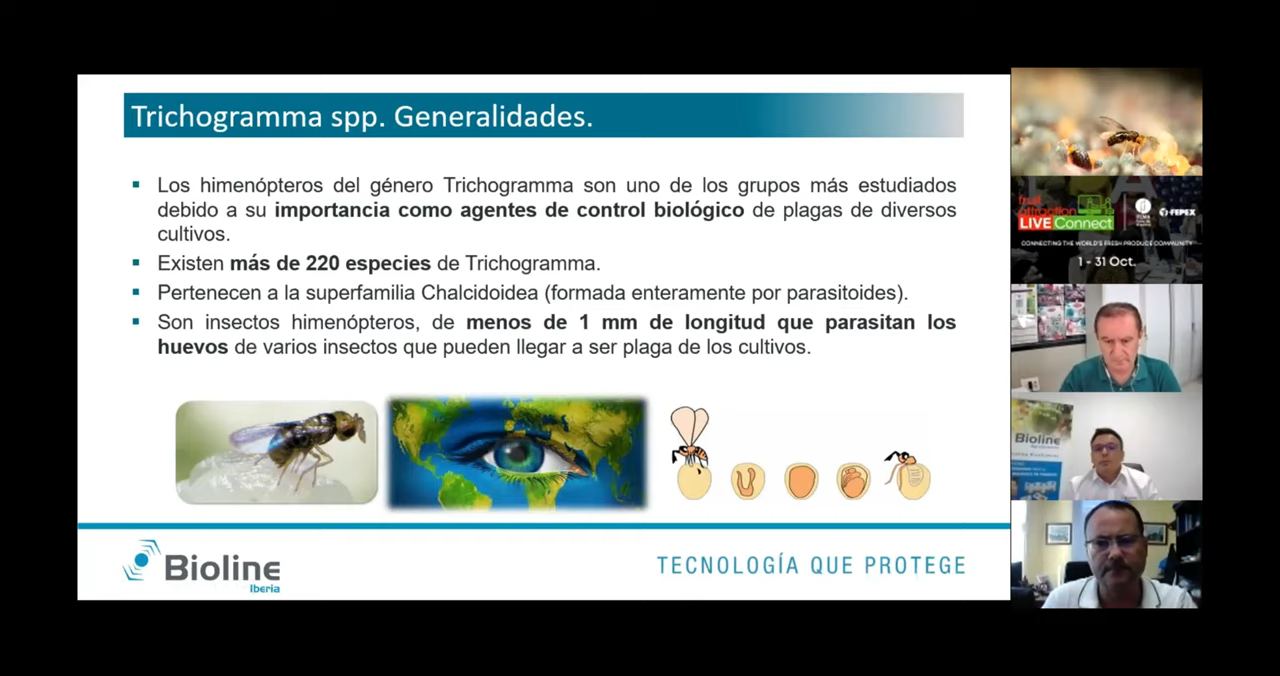 Trichogramma spp. Generalidades.
Los himenópteros del género Trichogramma son uno de los grupos más estudiados
debido a su importancia como agentes de control biológico de plagas de diversos
cultivos.
Existen más de 220 especies de Trichogramma.
Pertenecen a la superfamilia Chalcidoidea (formada enteramente por parasitoides).
Son insectos himenópteros, de menos de 1 mm de longitud que parasitan los
huevos de varios insectos que pueden llegar a ser plaga de los cultivos.
Bioline
Iberia
TECNOLOGÍA QUE PROTEGE
fruit
attraction
LIVE Connect
FEPEX
CONNECTING THE WORLD'S FRESH PRODUCE COMMUNITY
1 - 31 Oct.
Bioline